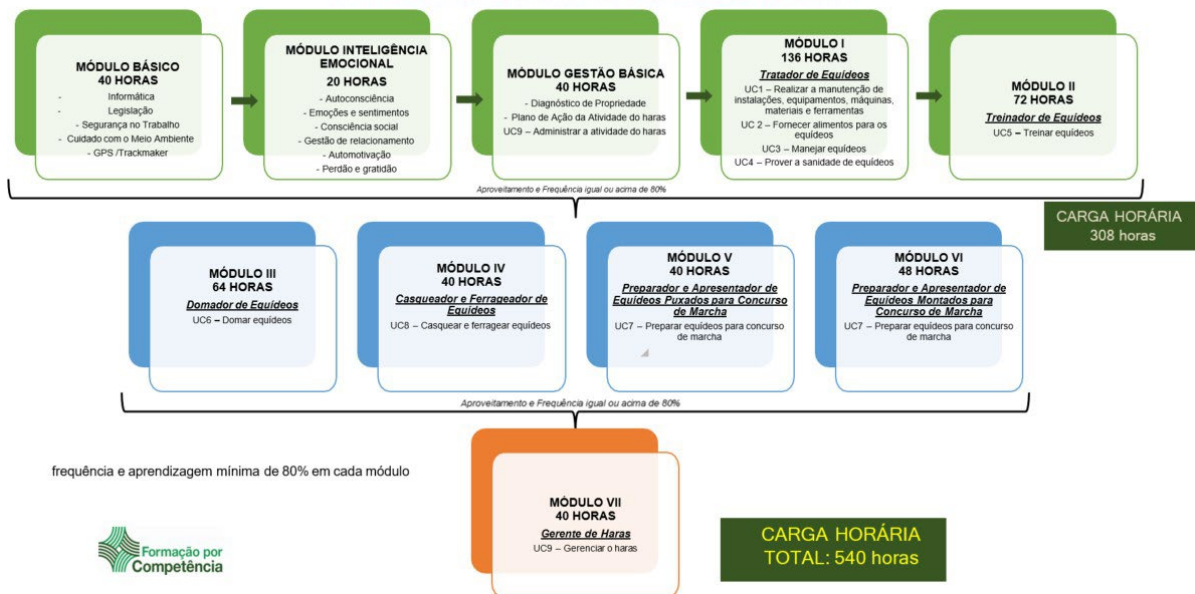 MÓDULO BÁSICO
40 HORAS
- Informática
- Legislação
- Segurança no Trabalho
- Cuidado com o Meio Ambiente
- GPS /Trackmaker
MÓDULO INTELIGÊNCIA
EMOCIONAL
20 HORAS
- Autoconsciência
- Emoções e sentimentos
- Consciência social
- Gestão de relacionamento
- Automotivação
- Perdão e gratidão
MÓDULO GESTÃO BÁSICA
40 HORAS
- Diagnóstico de Propriedade
- Plano de Ação da Atividade do haras
UC9 – Administrar a atividade do haras
MÓDULO I
136 HORAS
Tratador de Equídeos
UC1 – Realizar a manutenção de
instalações, equipamentos, máquinas,
materiais e ferramentas
UC 2 – Fornecer alimentos para os
equídeos
UC3 – Manejar equídeos
UC4 – Prover a sanidade de equídeos
MÓDULO II
72 HORAS
Treinador de Equídeos
UC5 – Treinar equídeos
Aproveitamento e Frequência igual ou acima de 80%
CARGA HORÁRIA
308 horas
MÓDULO III
64 HORAS
Domador de Equídeos
UC6 – Domar equídeos
MÓDULO IV
40 HORAS
Casqueador e Ferrageador de
Equídeos
UC8 – Casquear e ferragear equídeos
MÓDULO V
40 HORAS
Preparador e Apresentador de
Equídeos Puxados para Concurso
de Marcha
UC7 – Preparar equídeos para concurso
de marcha
MÓDULO VI
48 HORAS
Preparador e Apresentador de
Equídeos Montados para
Concurso de Marcha
UC7 – Preparar equídeos para concurso
de marcha
Aproveitamento e Frequência igual ou acima de 80%
frequência e aprendizagem mínima de 80% em cada módulo
MÓDULO VII
40 HORAS
Gerente de Haras
UC9 – Gerenciar o haras
Formação por
Competência
CARGA HORÁRIA
TOTAL: 540 horas